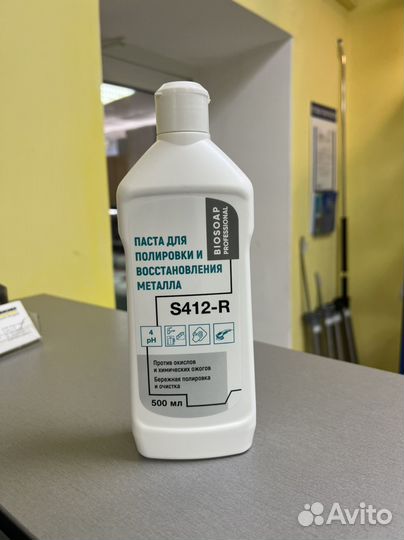 BIOSOAP
PROFESSIONAL
ПАСТА ДЛЯ
ПОЛИРОВКИ И
ВОССТАНОВЛЕНИЯ
МЕТАЛЛА
S412-R
4
pH
Против окислов
и химических ожогов
Бережная полировка
и очистка
500 мл
Avito